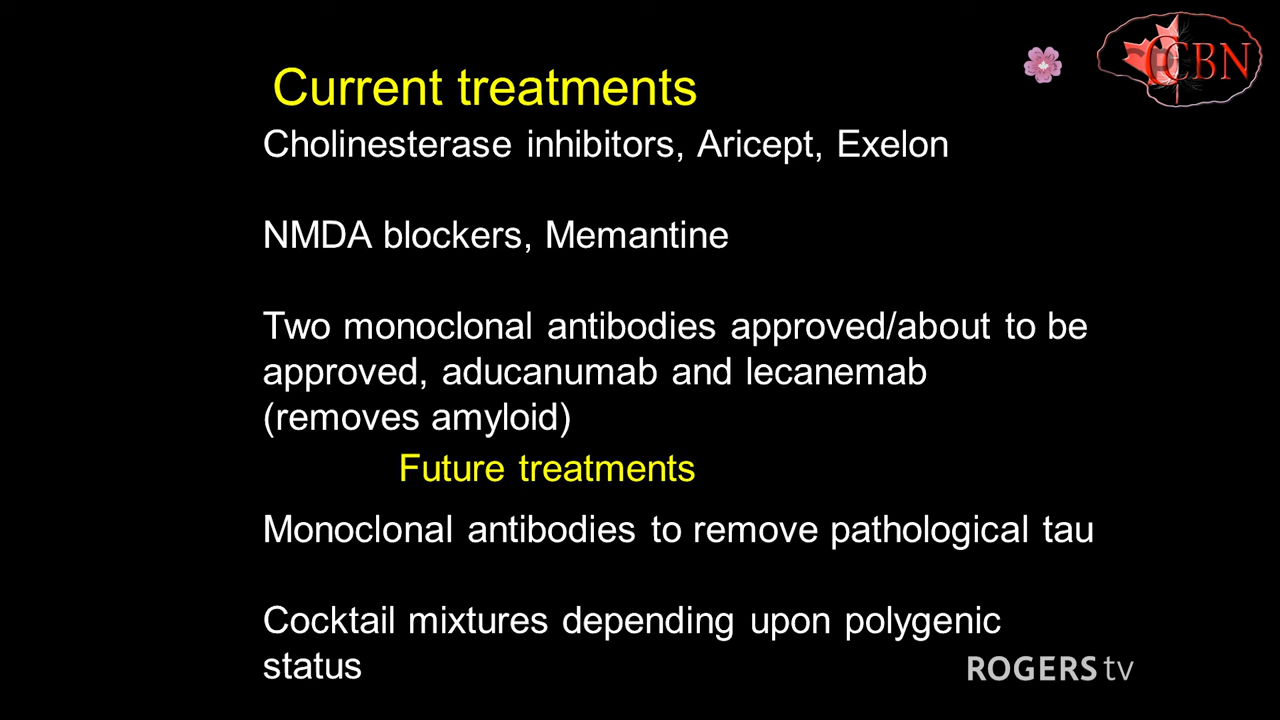 Current treatments
CCBN
Cholinesterase inhibitors, Aricept, Exelon
NMDA blockers, Memantine
Two monoclonal antibodies approved/about to be
approved, aducanumab and lecanemab
(removes amyloid)
Future treatments
Monoclonal antibodies to remove pathological tau
Cocktail mixtures depending upon polygenic
status
ROGERS tv